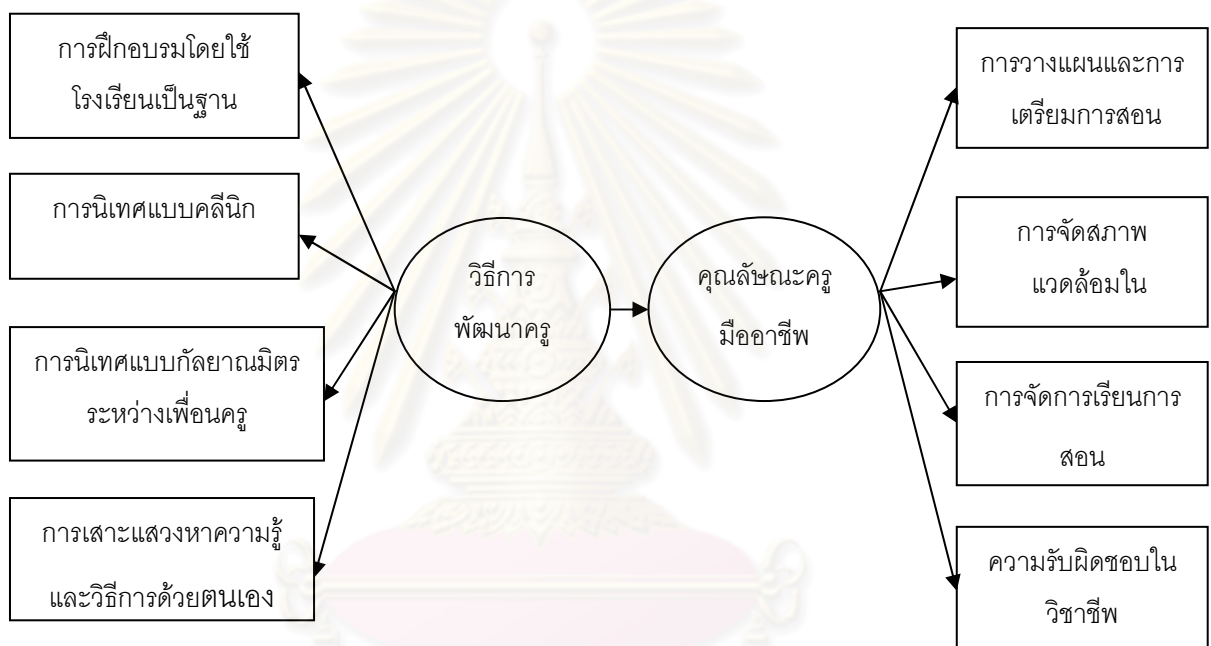 การฝึกอบรมโดยใช้
โรงเรียนเป็นฐาน
การนิเทศแบบคลีนิก
การนิเทศแบบกัลยาณมิตร
ระหว่างเพื่อนครู
การเสาะแสวงหาความรู้
และวิธีการด้วยตนเอง
วิธีการ
พัฒนาครู
คุณลัษณะครู
มืออาชีพ
การวางแผนและการ
เตรียมการสอน
การจัดสภาพ
แวดล้อมใน
การจัดการเรียนการ
สอน
ความรับผิดชอบใน
วิชาชีพ